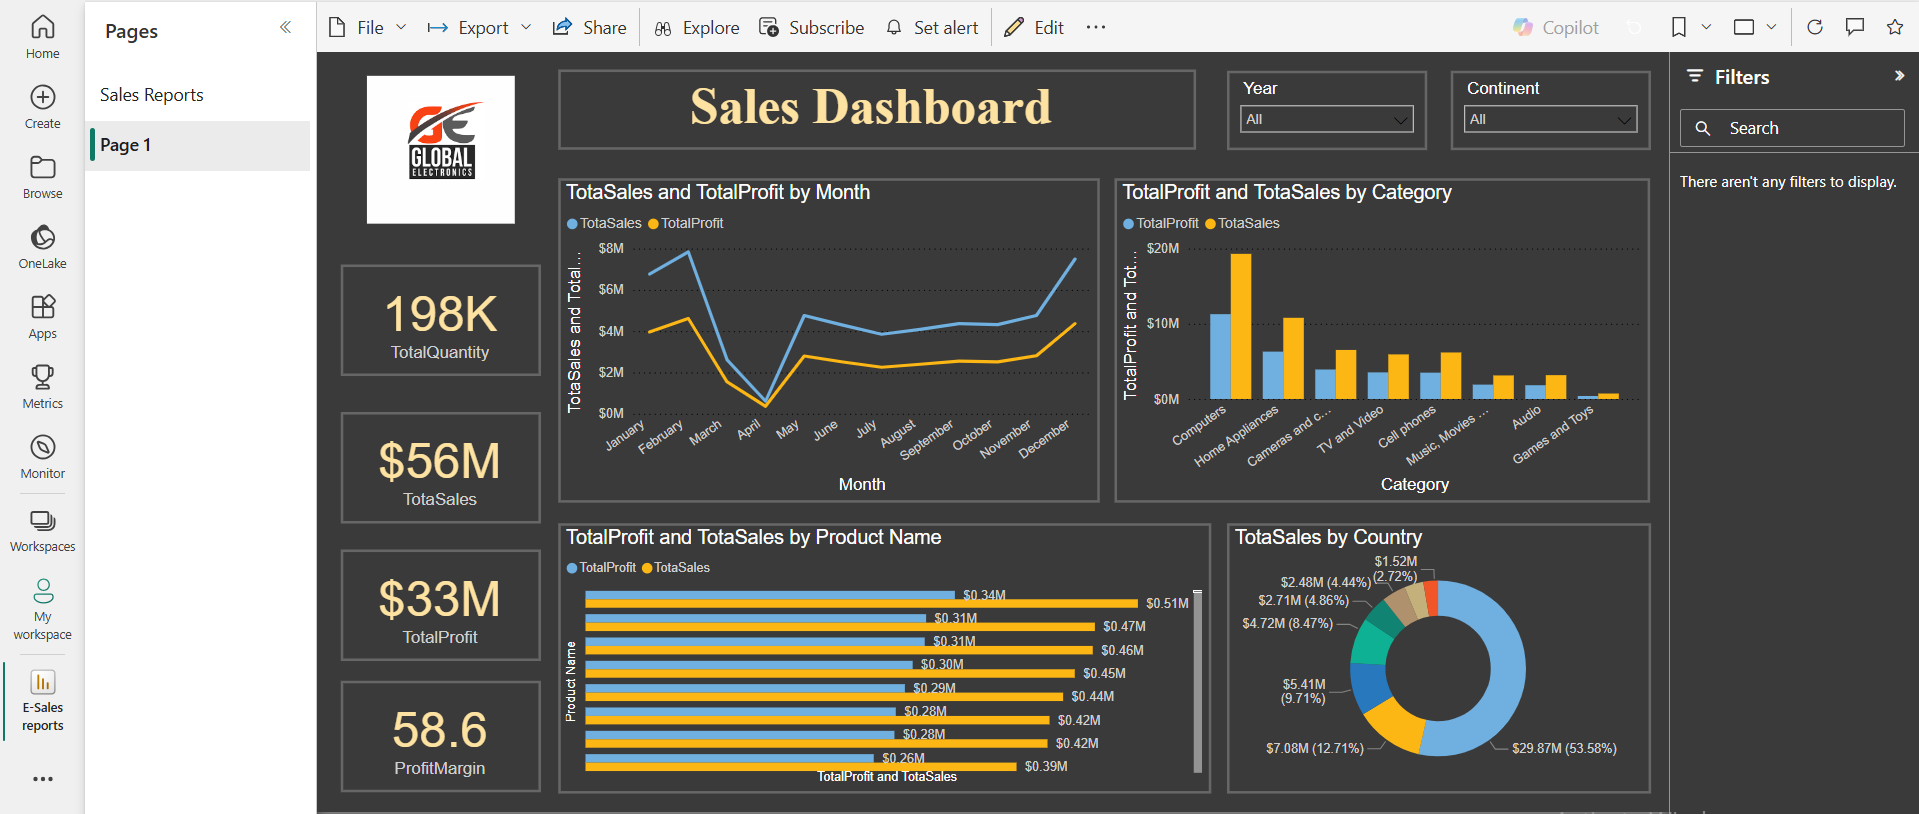 Home
Create
Browse
OneLake
Apps
Metrics
Monitor
Workspaces
My
workspace
E-Sales
reports
Pages
Sales Reports
Page 1
File
Export
Share
Explore
Subscribe
Set alert
Edit
Copilot
GE
GLOBAL
ELECTRONICS
Sales Dashboard
Year
All
Continent
All
198K
TotalQuantity
$56M
TotaSales
$33M
TotalProfit
58.6
ProfitMargin
TotaSales and TotalProfit by Month
TotaSales TotalProfit
TotaSales and Total...
$8M
$6M
$4M
$2M
$0M
January
February
March
April
May
June
July
August
September
October
November
December
Month
TotalProfit and TotaSales by Category
TotalProfit TotaSales
TotalProfit and Tot...
$20M
$10M
$0M
Computers
Home Appliances
Cameras and c...
TV and Video
Cell phones
Music, Movies ...
Audio
Games and Toys
Category
TotalProfit and TotaSales by Product Name
TotalProfit TotaSales
Product Name
$0.34M
$0.51M
$0.31M
$0.47M
$0.31M
$0.46M
$0.30M
$0.45M
$0.29M
$0.44M
$0.28M
$0.42M
$0.28M
$0.42M
$0.26M
$0.39M
TotalProfit and TotaSales
TotaSales by Country
$1.52M
(2.72%)
$2.48M (4.44%)
$2.71M (4.86%)
$4.72M (8.47%)
$5.41M
(9.71%)
$7.08M (12.71%)
$29.87M (53.58%)
Filters
Search
There aren't any filters to display.